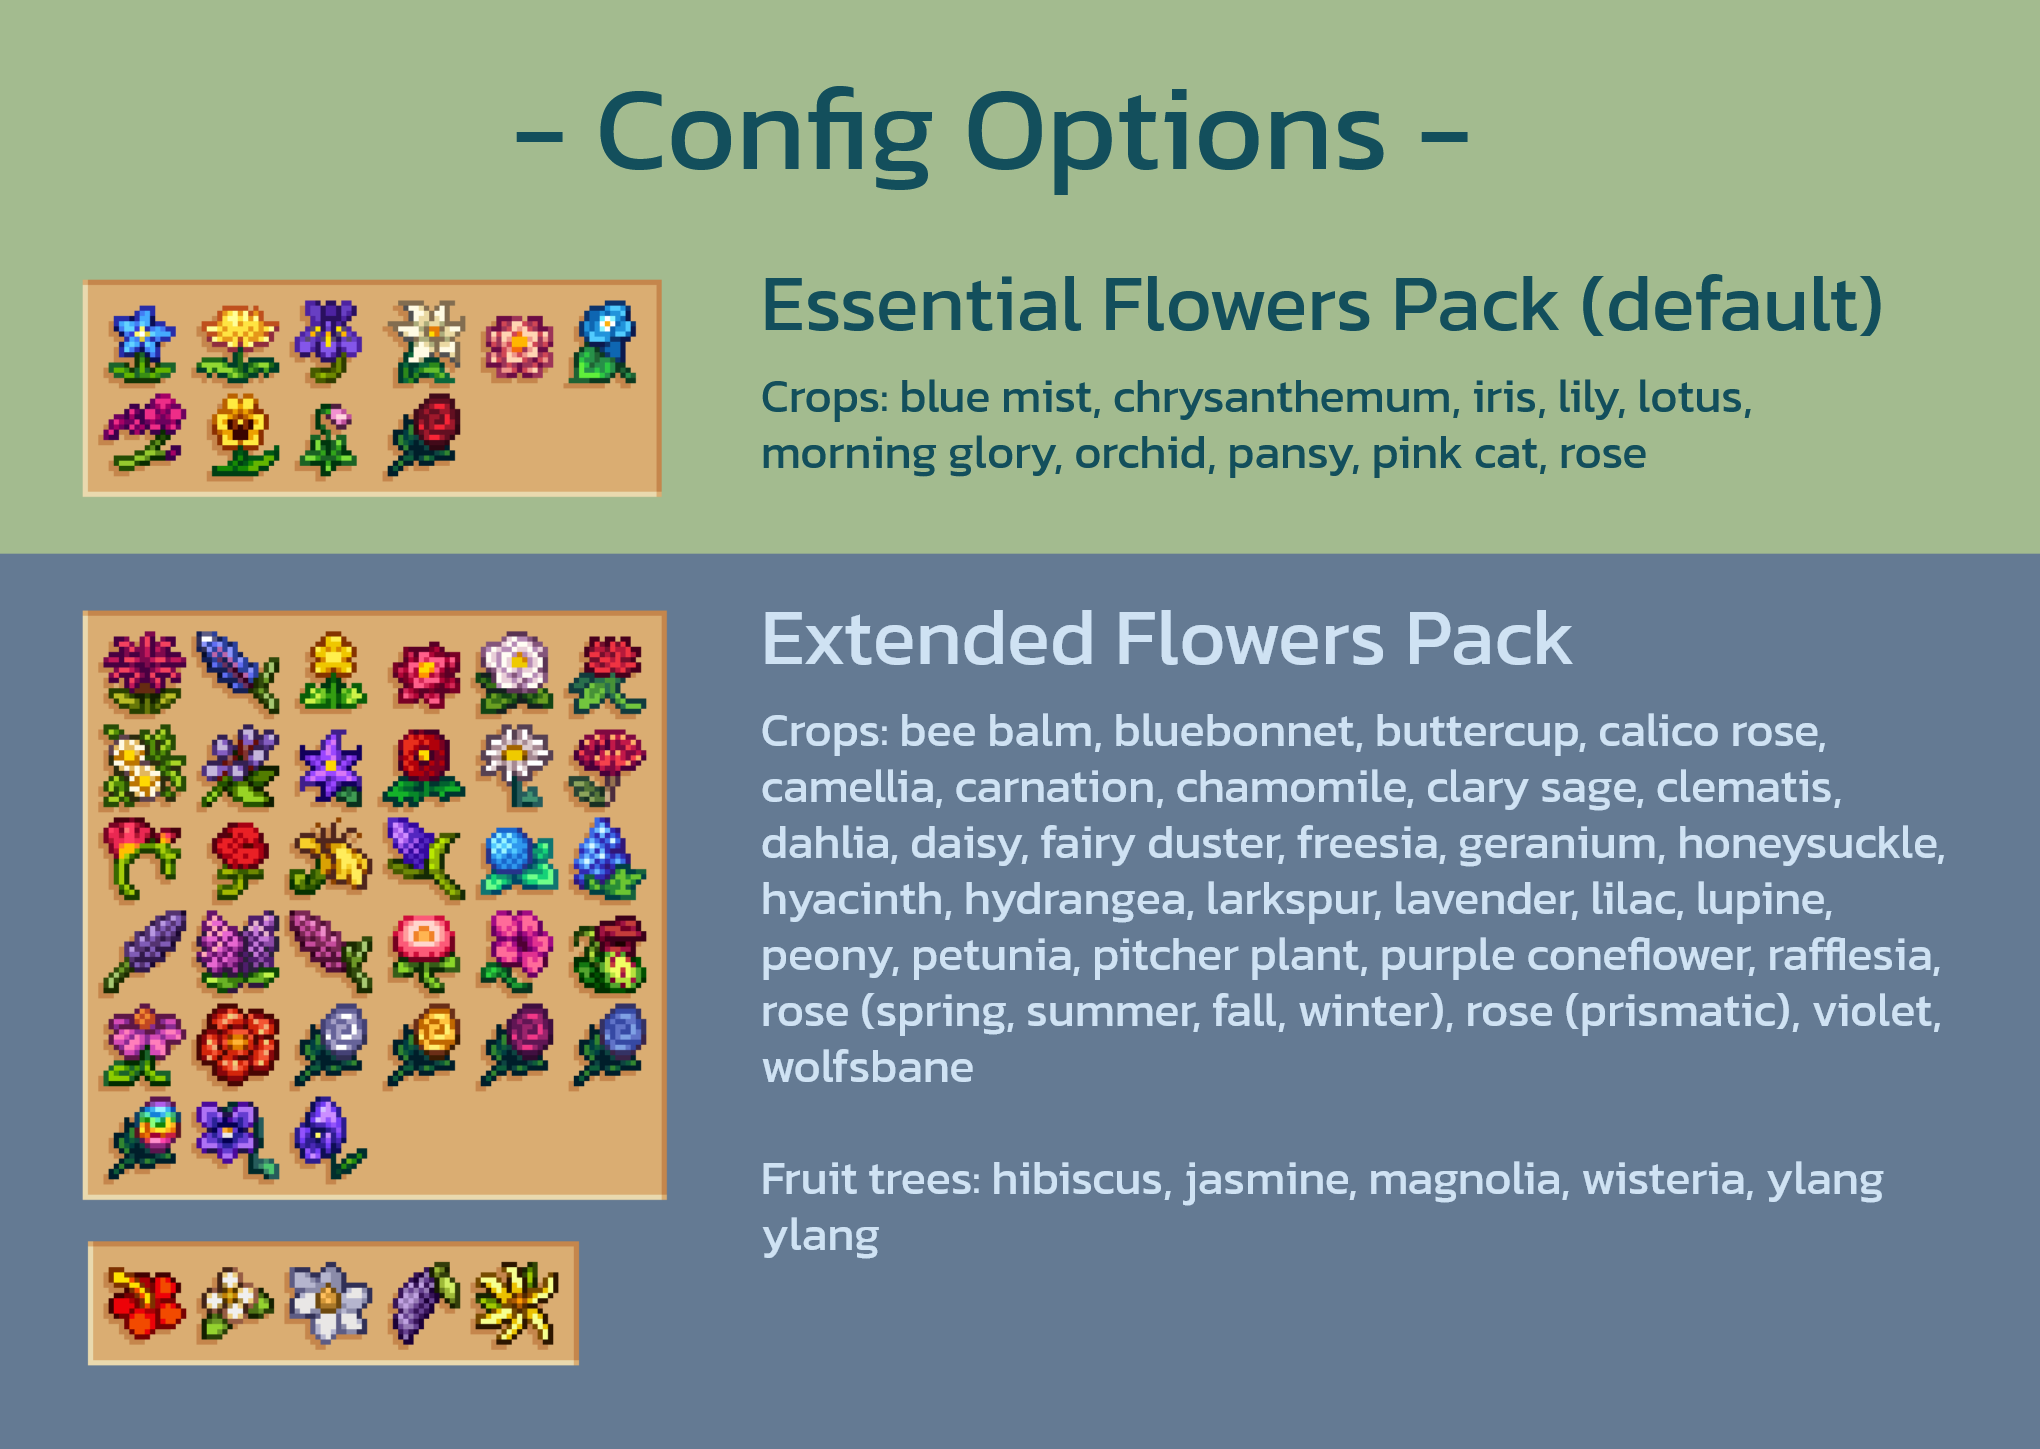 - Config Options -
Essential Flowers Pack (default)
Crops: blue mist, chrysanthemum, iris, lily, lotus,
morning glory, orchid, pansy, pink cat, rose
Extended Flowers Pack
Crops: bee balm, bluebonnet, buttercup, calico rose,
camellia, carnation, chamomile, clary sage, clematis,
dahlia, daisy, fairy duster, freesia, geranium, honeysuckle,
hyacinth, hydrangea, larkspur, lavender, lilac, lupine,
peony, petunia, pitcher plant, purple coneflower, rafflesia,
rose (spring, summer, fall, winter), rose (prismatic), violet,
wolfsbane
Fruit trees: hibiscus, jasmine, magnolia, wisteria, ylang
ylang